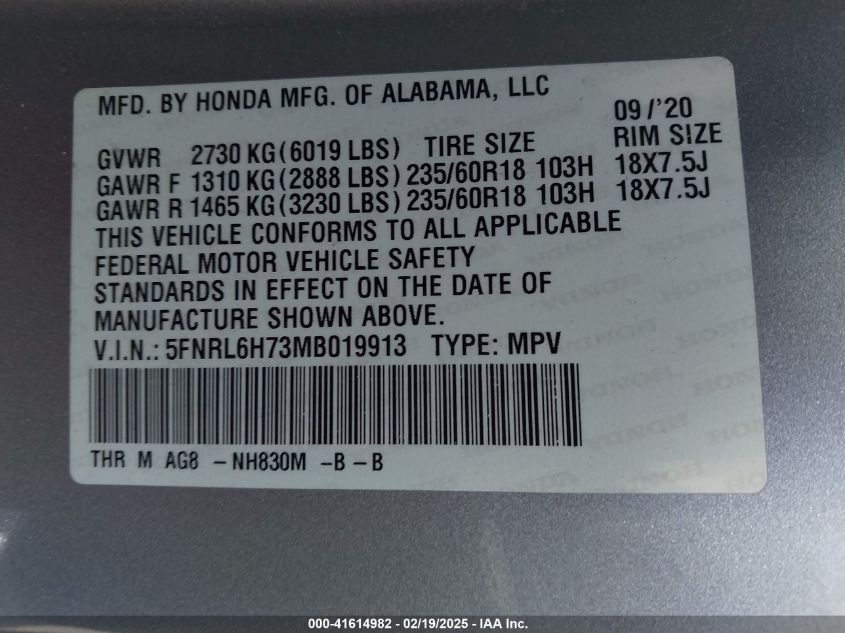 MFD. BY HONDA MFG. OF ALABAMA, LLC
09/'20
GVWR 2730 KG(6019 LBS) TIRE SIZE RIM SIZE
GAWR F 1310 KG(2888 LBS) 235/60R18 103H 18X7.5J
GAWR R 1465 KG(3230 LBS) 235/60R18 103H 18X7.5J
THIS VEHICLE CONFORMS TO ALL APPLICABLE
FEDERAL MOTOR VEHICLE SAFETY
STANDARDS IN EFFECT ON THE DATE OF
MANUFACTURE SHOWN ABOVE.
V.I.N.: 5FNRL6H73MB019913 TYPE: MPV
THR M AG8 -NH830M -B-B
000-41614982 - 02/19/2025 - IAA Inc.